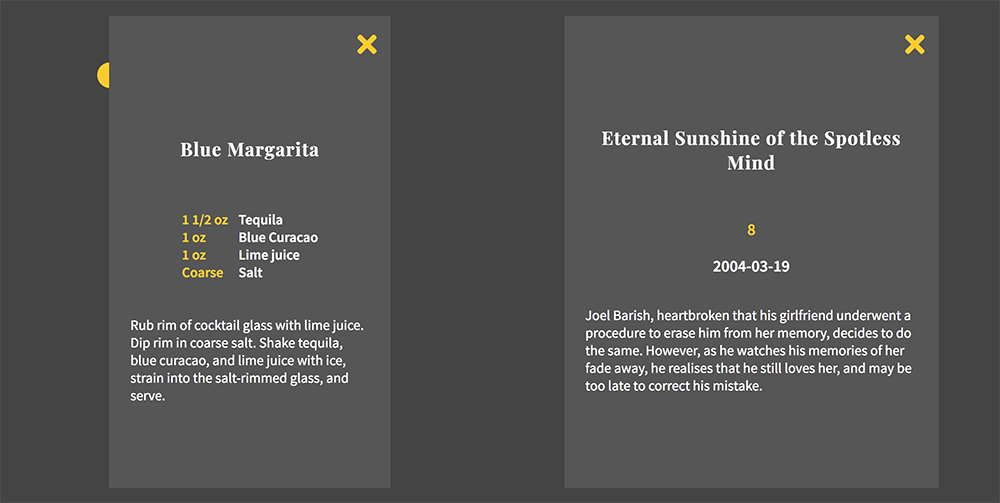 Blue Margarita
1 1/2 oz Tequila
1 oz Blue Curacao
1 oz Lime juice
Coarse Salt
Rub rim of cocktail glass with lime juice.
Dip rim in coarse salt. Shake tequila,
blue curacao, and lime juice with ice,
strain into the salt-rimmed glass, and
serve.
Eternal Sunshine of the Spotless
Mind
8
2004-03-19
Joel Barish, heartbroken that his girlfriend underwent a
procedure to erase him from her memory, decides to do
the same. However, as he watches his memories of her
fade away, he realises that he still loves her, and may be
too late to correct his mistake.